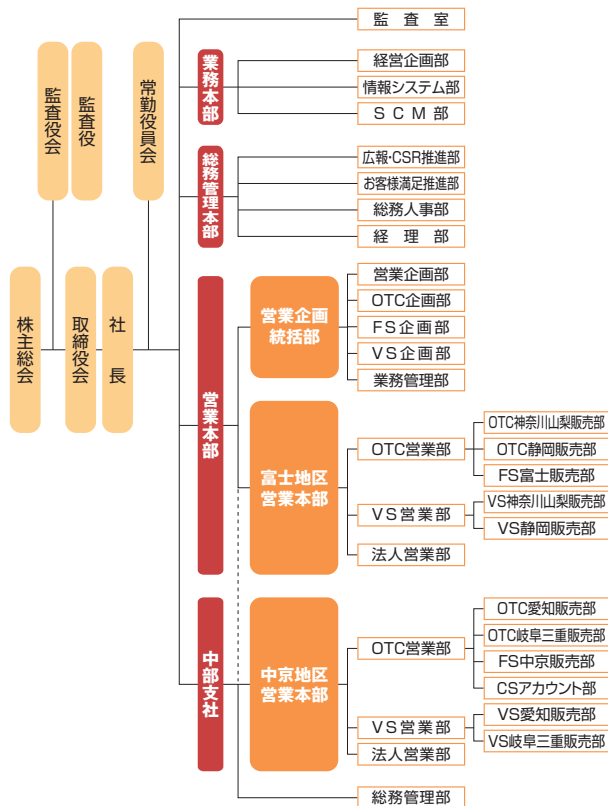 株主総会
監査役会
監査役
取締役会
社長
常勤役員会
監査室
業務本部
経営企画部
情報システム部
SCM部
総務管理本部
広報・CSR推進部
お客様満足推進部
総務人事部
経理部
営業本部
営業企画
統括部
営業企画部
OTC企画部
FS企画部
VS企画部
業務管理部
富士地区
営業本部
OTC営業部
OTC神奈川山梨販売部
OTC静岡販売部
FS富士販売部
VS営業部
VS神奈川山梨販売部
VS静岡販売部
法人営業部
中部支社
中京地区
営業本部
OTC営業部
OTC愛知販売部
OTC岐阜三重販売部
FS中京販売部
CSアカウント部
VS営業部
VS愛知販売部
VS岐阜三重販売部
法人営業部
総務管理部